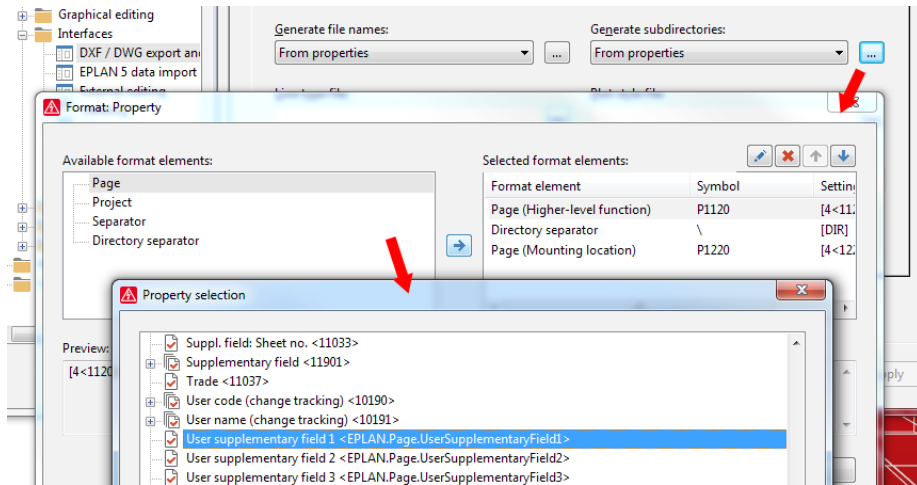 Graphical editing
Interfaces
DXF / DWG export an
EPLAN 5 data import
External editing
Generate file names:
From properties
...
Generate subdirectories:
From properties
...
Format: Property
Available format elements:
Page
Project
Separator
Directory separator
Selected format elements:
Format element Symbol Setting
Page (Higher-level function) P1120 [4<112
Directory separator \ [DIR]
Page (Mounting location) P1220 [4<122
Property selection
Suppl. field: Sheet no. <11033>
Supplementary field <11901>
Trade <11037>
User code (change tracking) <10190>
User name (change tracking) <10191>
User supplementary field 1 <EPLAN.Page.UserSupplementaryField1>
User supplementary field 2 <EPLAN.Page.UserSupplementaryField2>
User supplementary field 3 <EPLAN.Page.UserSupplementaryField3>
Preview:
[4<1120
pply